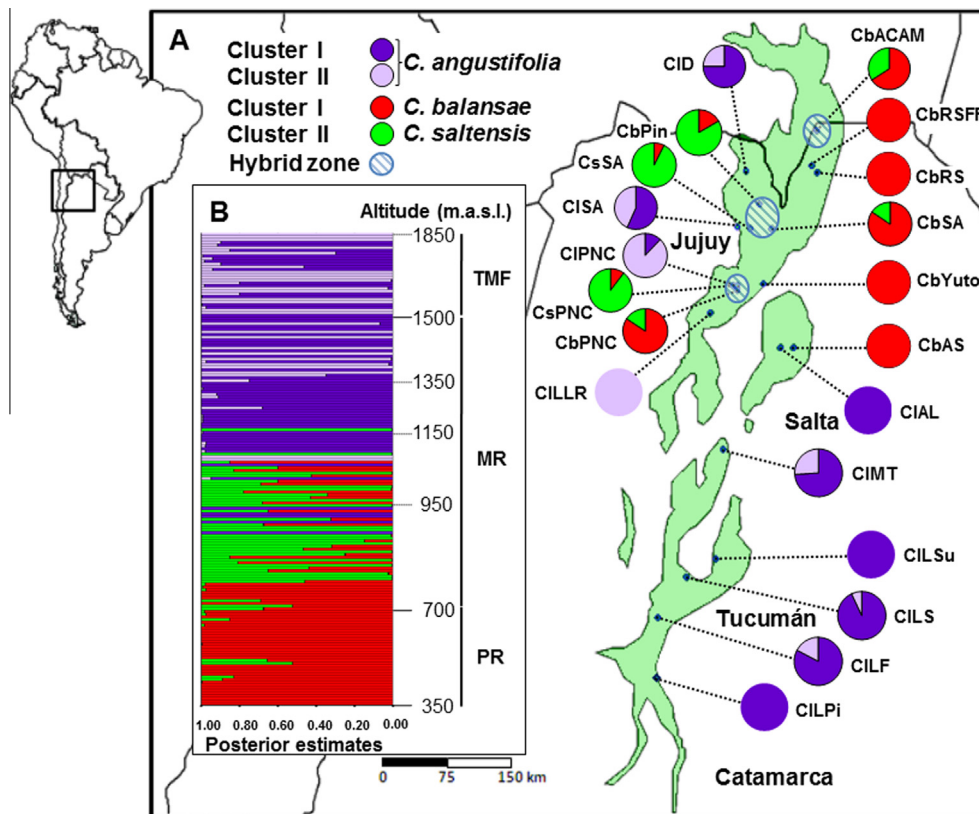 A
Cluster I
Cluster II
C. angustifolia
Cluster I
C. balansae
Cluster II
C. saltensis
Hybrid zone
B
Altitude (m.a.s.l.)
1850
TMF
1500
1350
1150
MR
950
700
PR
350
1.00 0.80 0.60 0.40 0.20 0.00
Posterior estimates
0 75 150 km
CbACAM
ClD
CbRSFF
CbPin
CsSA
CbRS
ClSA
CbSA
Jujuy
ClPNC
CbYuto
CsPNC
CbPNC
CbAS
ClLLR
ClAL
Salta
ClMT
ClLSu
Tucumán
ClLS
ClLF
ClLPi
Catamarca